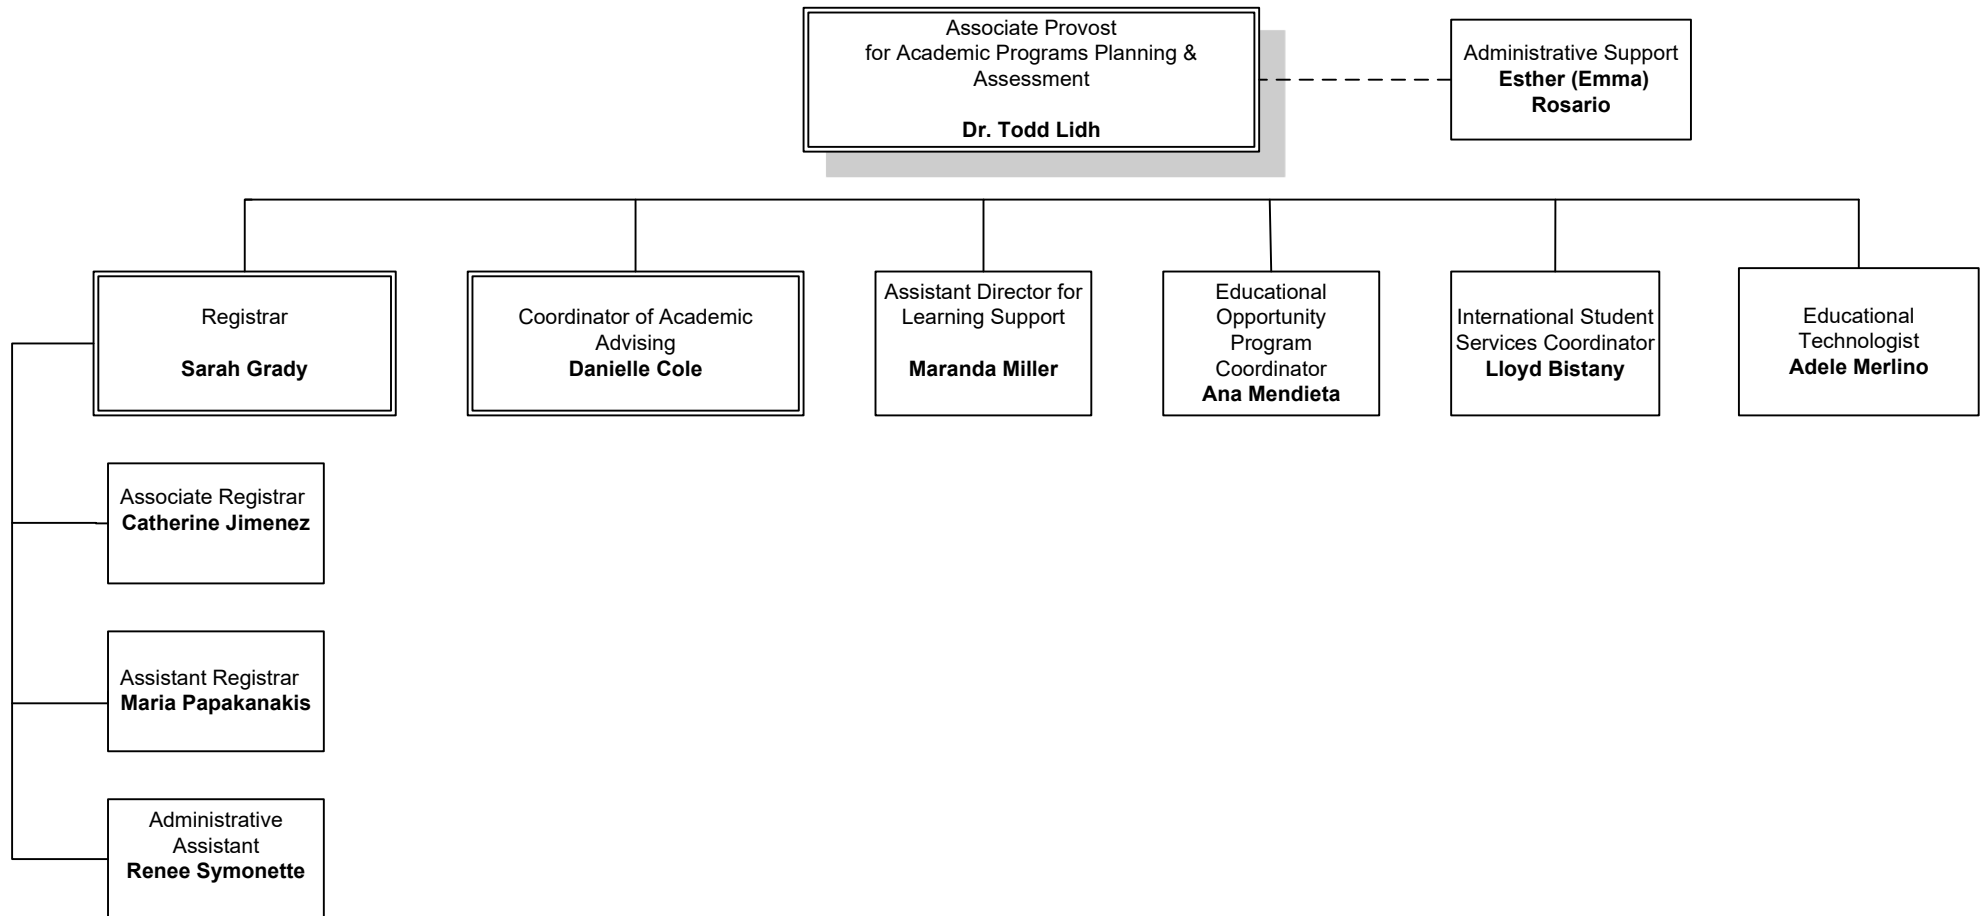 Associate Provost
for Academic Programs Planning &
Assessment
Dr. Todd Lidh
Administrative Support
Esther (Emma)
Rosario
Registrar
Sarah Grady
Coordinator of Academic
Advising
Danielle Cole
Assistant Director for
Learning Support
Maranda Miller
Educational
Opportunity
Program
Coordinator
Ana Mendieta
International Student
Services Coordinator
Lloyd Bistany
Educational
Technologist
Adele Merlino
Associate Registrar
Catherine Jimenez
Assistant Registrar
Maria Papakanakis
Administrative
Assistant
Renee Symonette